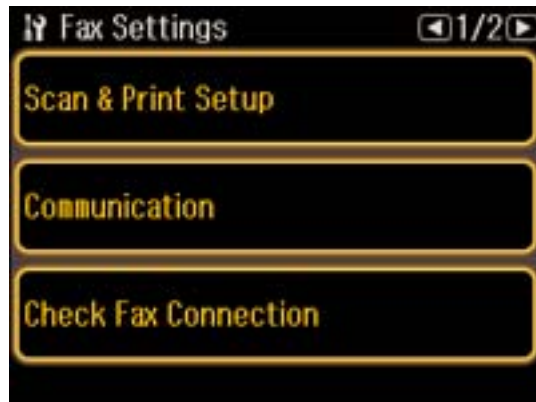 Fax Settings
1/2
Scan & Print Setup
Communication
Check Fax Connection